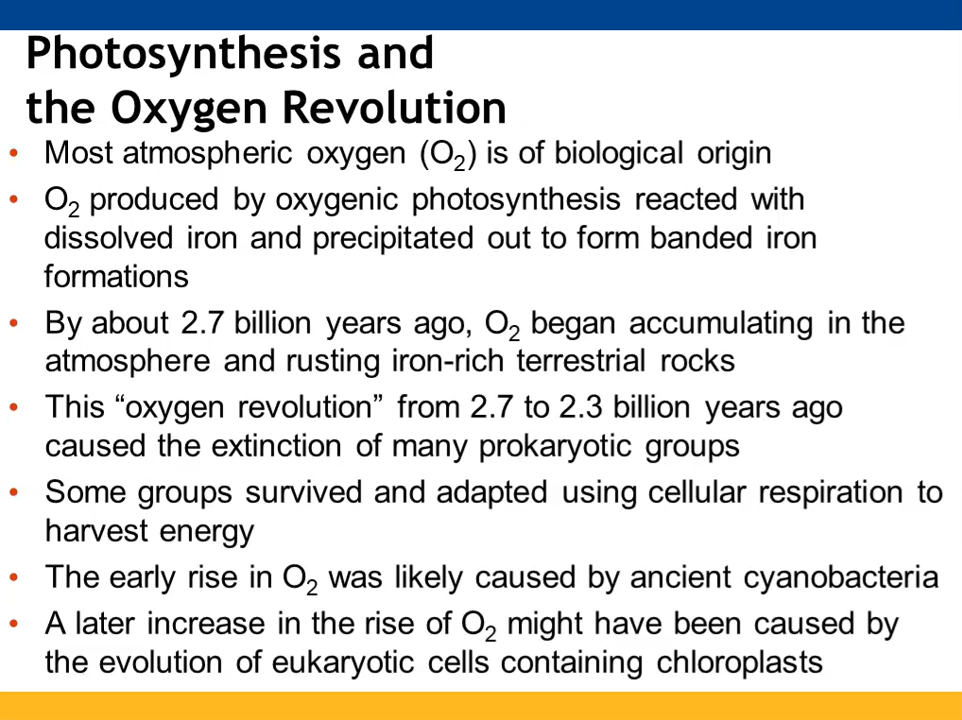 Photosynthesis and
the Oxygen Revolution
• Most atmospheric oxygen (O₂) is of biological origin
• O₂ produced by oxygenic photosynthesis reacted with
dissolved iron and precipitated out to form banded iron
formations
• By about 2.7 billion years ago, O₂ began accumulating in the
atmosphere and rusting iron-rich terrestrial rocks
• This “oxygen revolution” from 2.7 to 2.3 billion years ago
caused the extinction of many prokaryotic groups
• Some groups survived and adapted using cellular respiration to
harvest energy
• The early rise in O₂ was likely caused by ancient cyanobacteria
• A later increase in the rise of O₂ might have been caused by
the evolution of eukaryotic cells containing chloroplasts